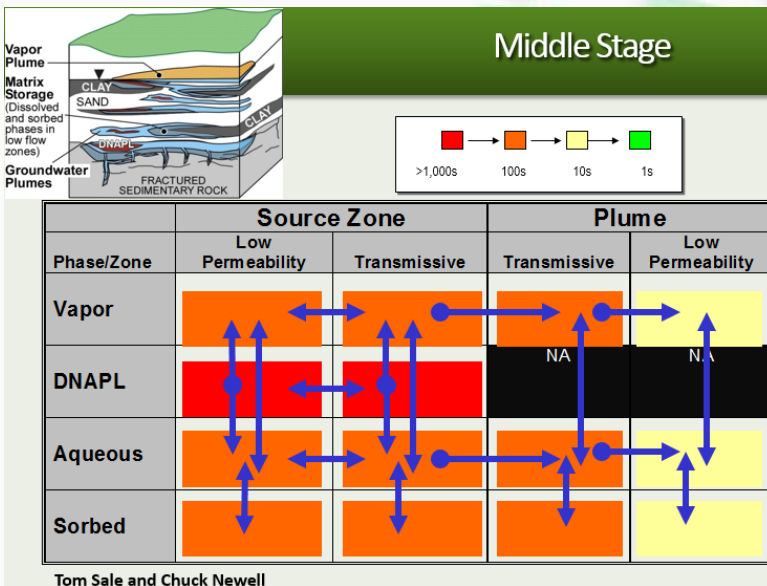 Middle Stage
Vapor
Plume
Matrix
Storage
(Dissolved
and sorbed
phases in
low flow
zones)
Groundwater
Plumes
CLAY
SAND
CLAY
DNAPL
FRACTURED
SEDIMENTARY ROCK
>1,000s 100s 10s 1s
Source Zone Plume
Phase/Zone Low Permeability Transmissive Transmissive Low Permeability
Vapor
NA NA
DNAPL
Aqueous
Sorbed
Tom Sale and Chuck Newell